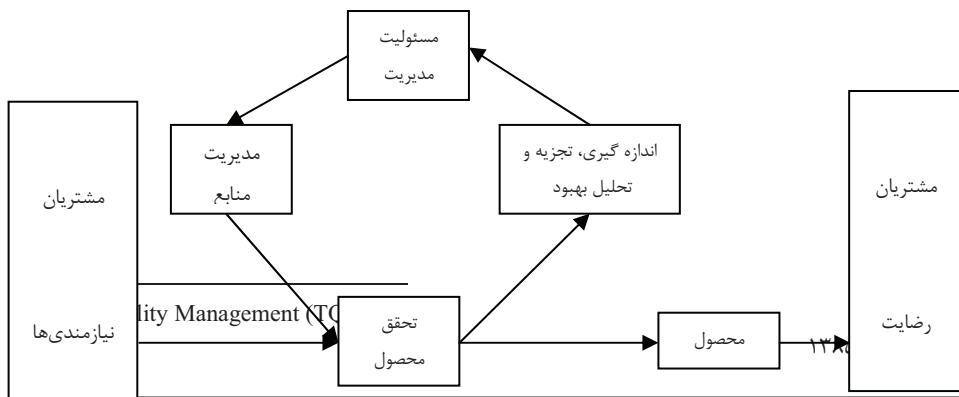 مسئولیت
مدیریت
مدیریت
منابع
اندازه گیری، تجزیه و
تحلیل بهبود
مشتریان
نیازمندی‌ها
مشتریان
رضایت
lity Management (TQ
تحقق
محصول
محصول